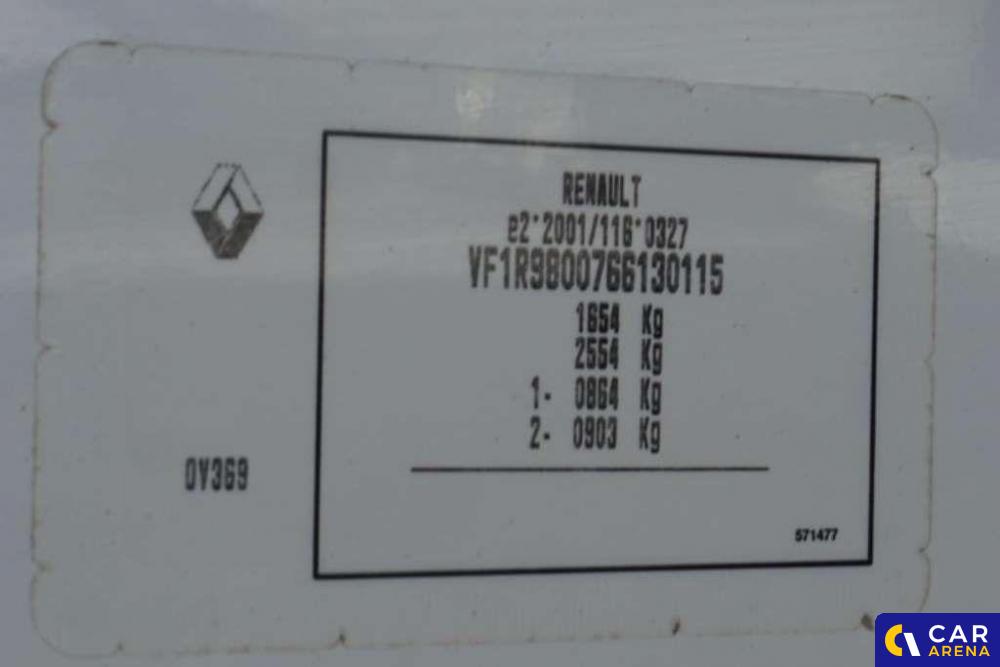 RENAULT
e2*2001/116*0327
VF1R9800766130115
1654 Kg
2554 Kg
1- 0864 Kg
2- 0903 Kg
0V369
571477
CAR
ARENA